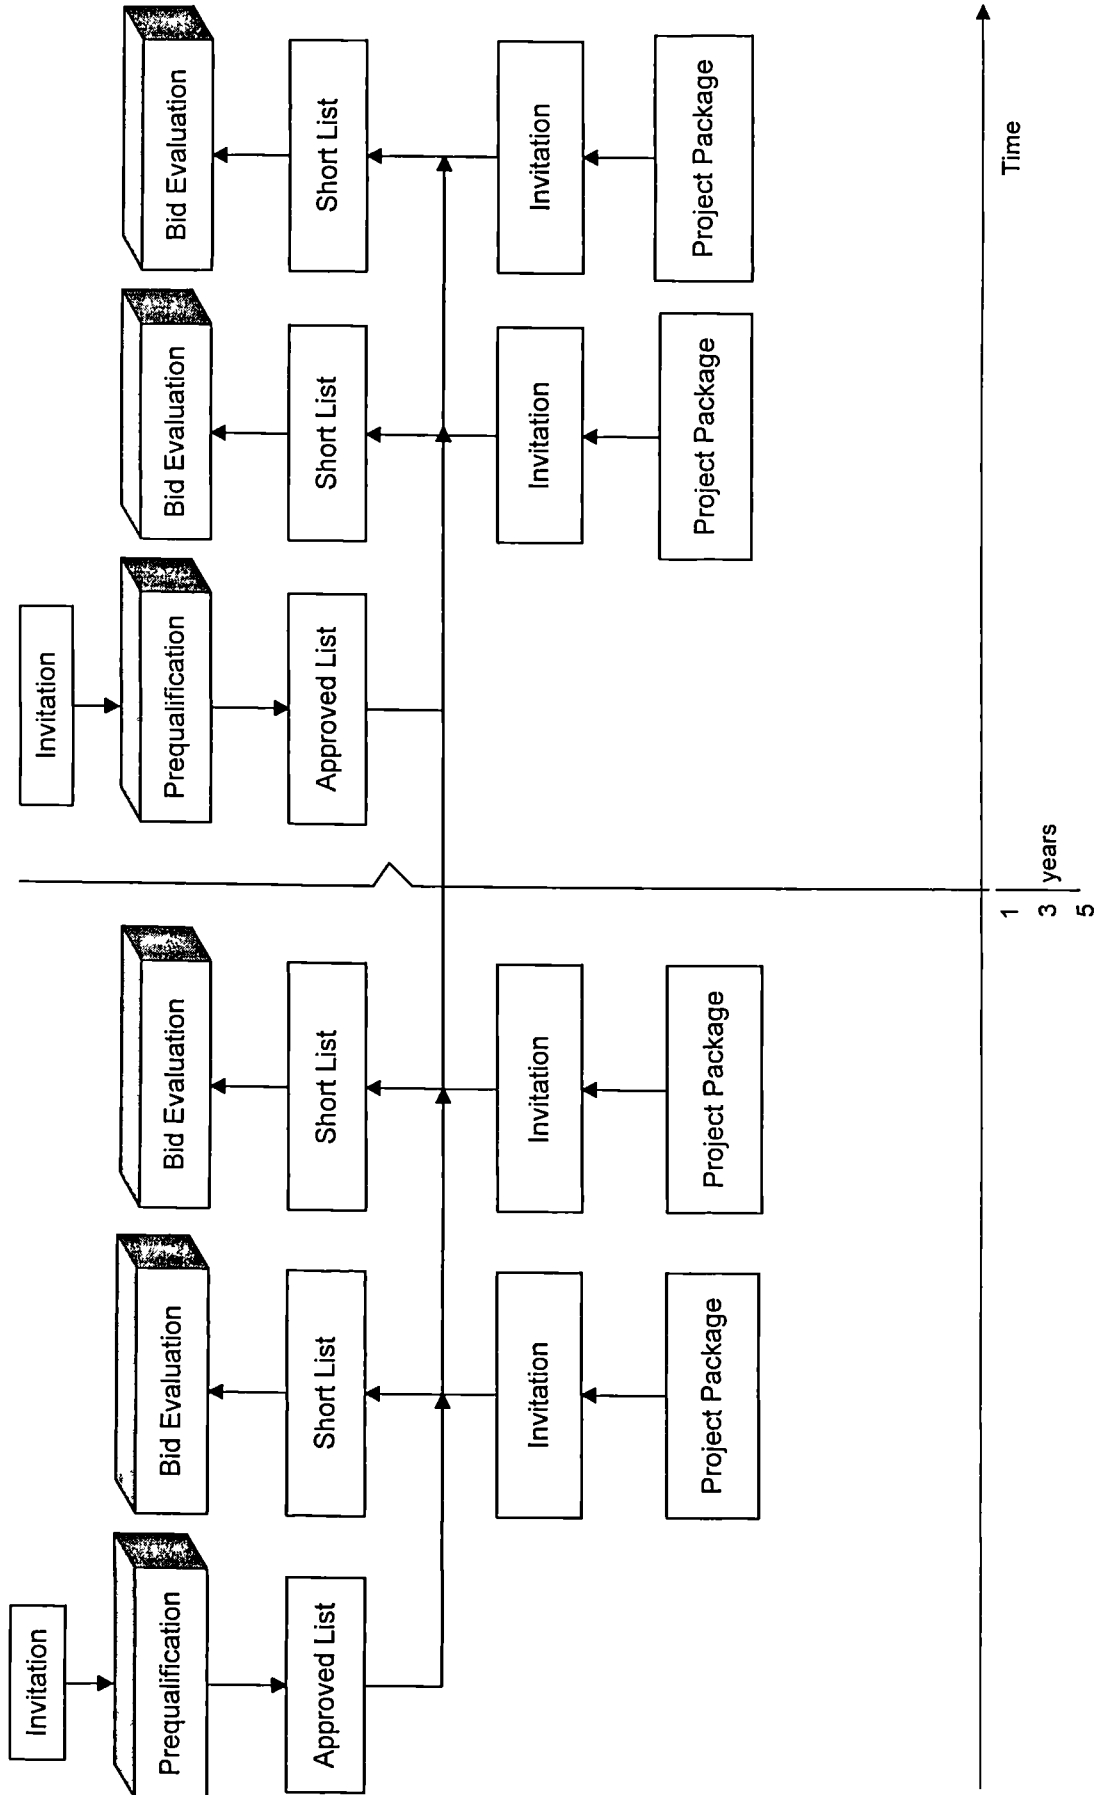 Invitation
Invitation
Prequalification
Bid Evaluation
Bid Evaluation
Prequalification
Bid Evaluation
Bid Evaluation
Approved List
Short List
Short List
Approved List
Short List
Short List
Invitation
Invitation
Invitation
Invitation
Project Package
Project Package
Project Package
Project Package
1
Time
3 years
5